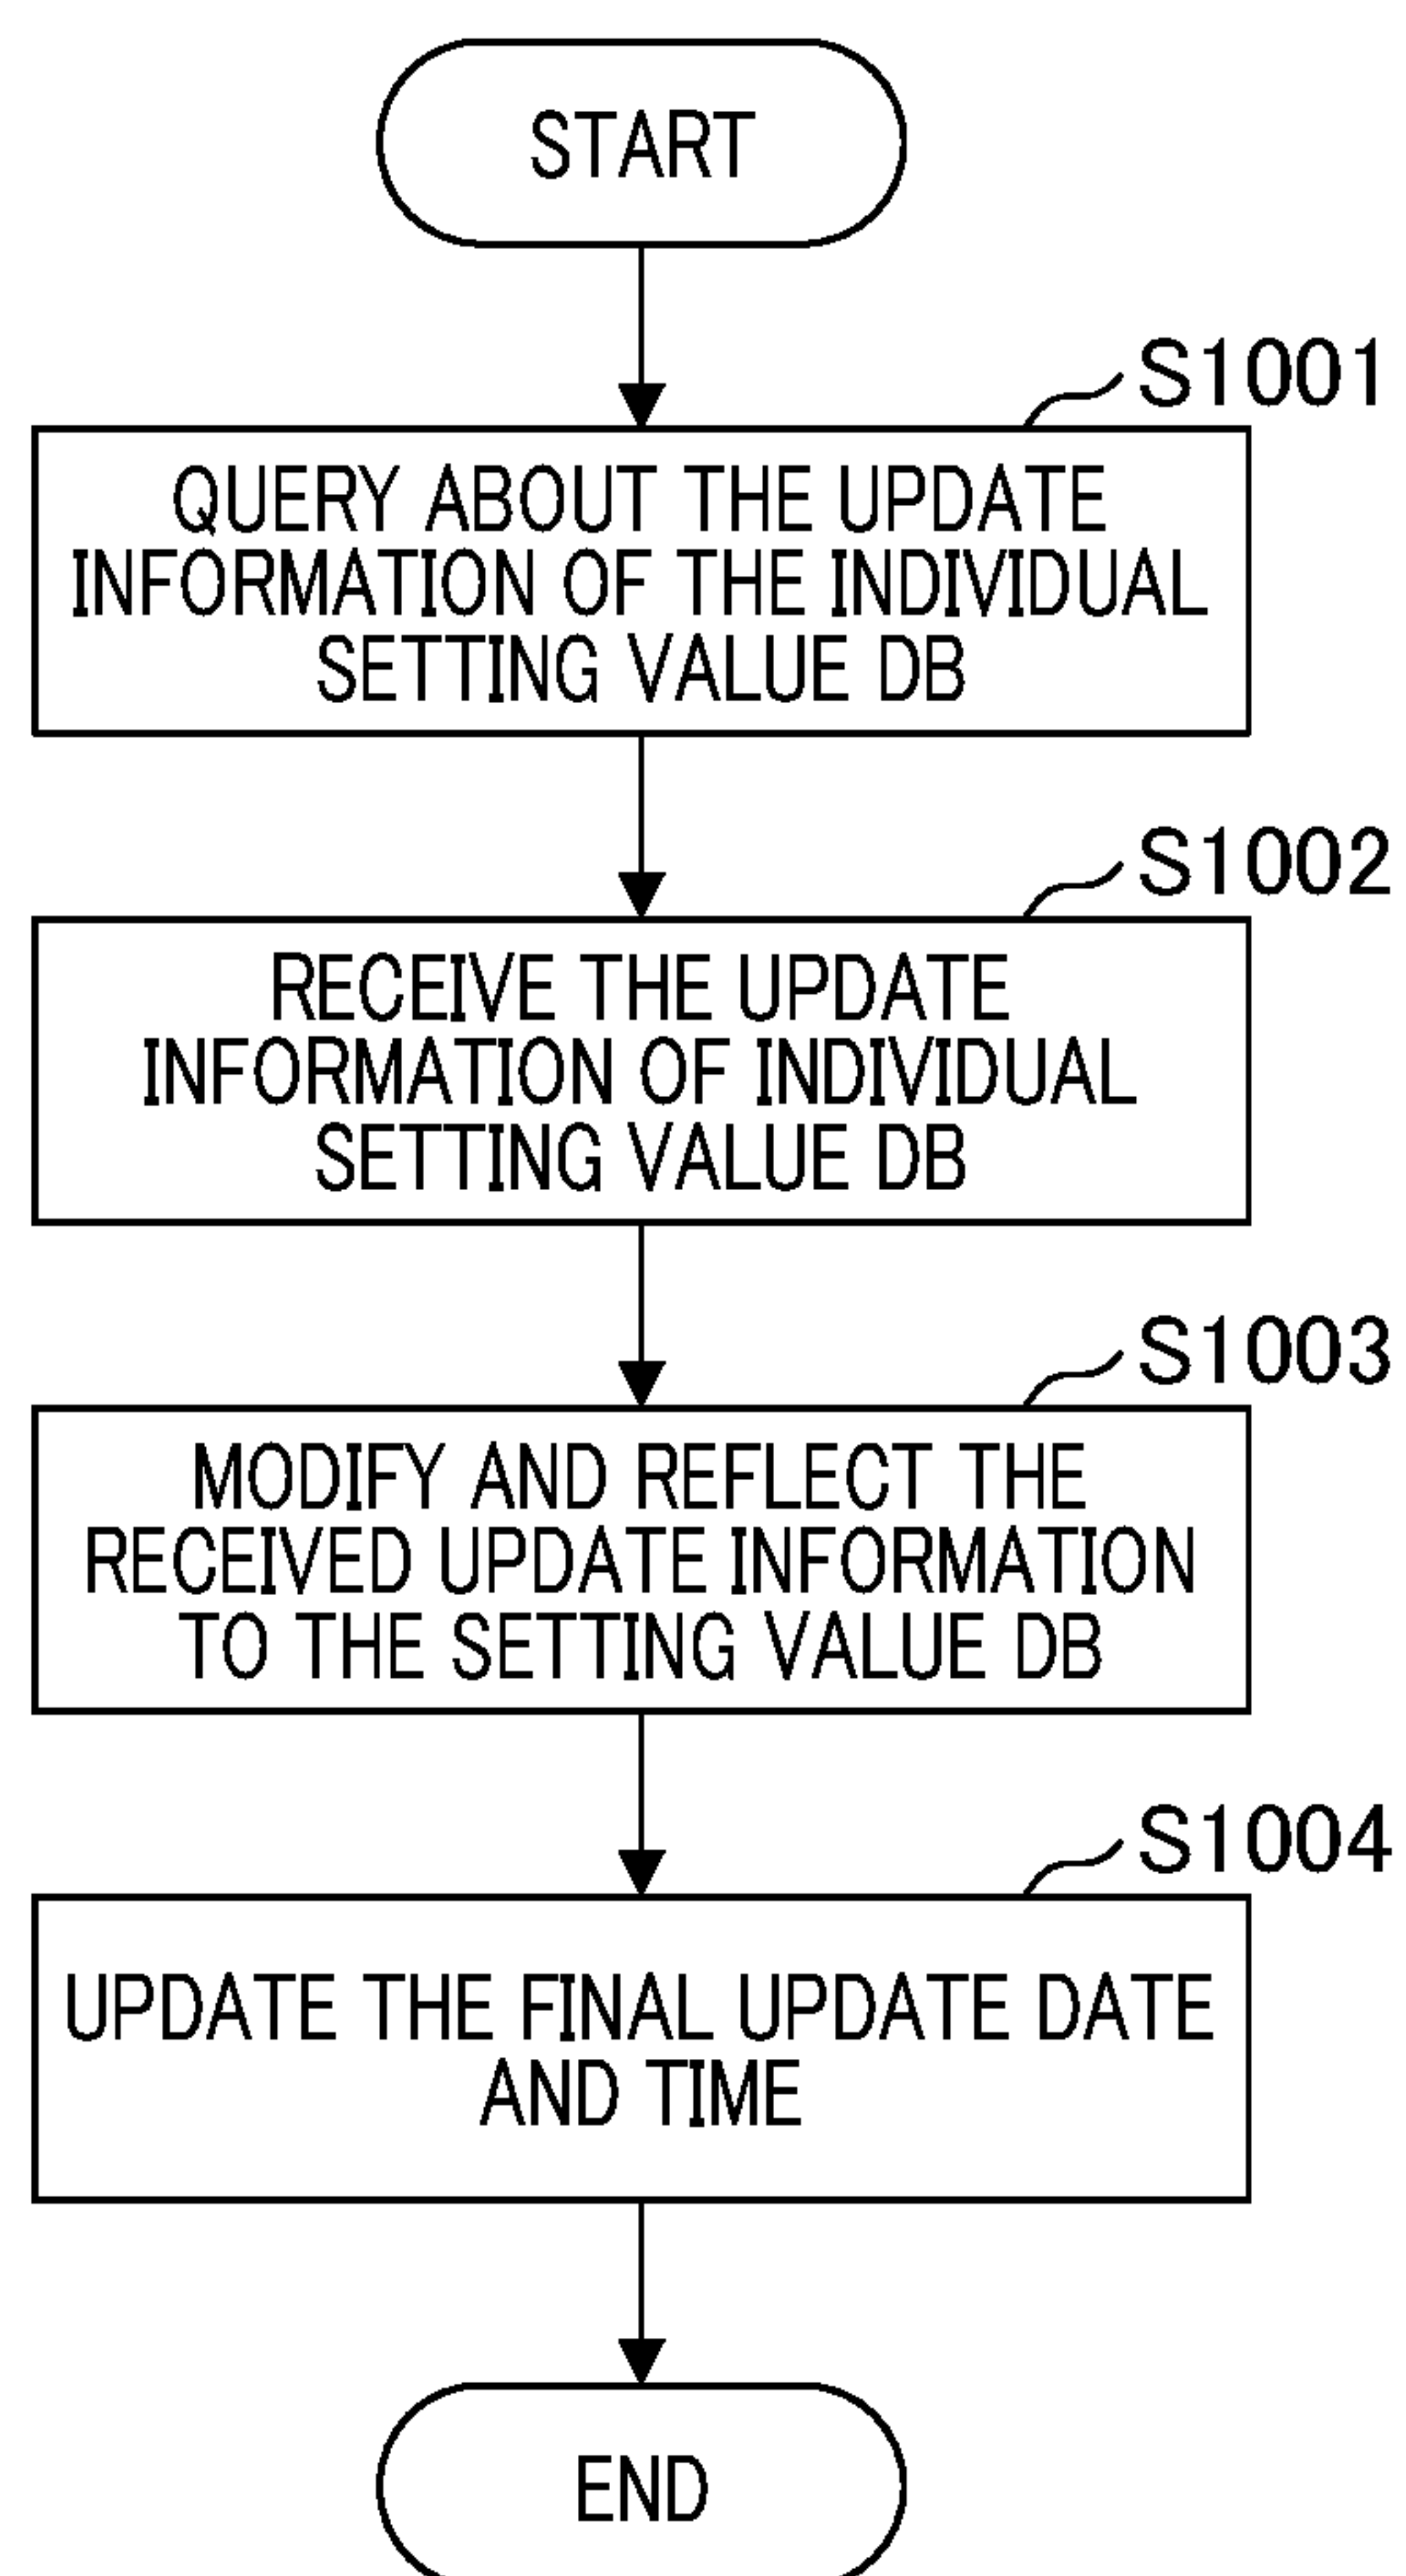 START
S1001
QUERY ABOUT THE UPDATE
INFORMATION OF THE INDIVIDUAL
SETTING VALUE DB
S1002
RECEIVE THE UPDATE
INFORMATION OF INDIVIDUAL
SETTING VALUE DB
S1003
MODIFY AND REFLECT THE
RECEIVED UPDATE INFORMATION
TO THE SETTING VALUE DB
S1004
UPDATE THE FINAL UPDATE DATE
AND TIME
END